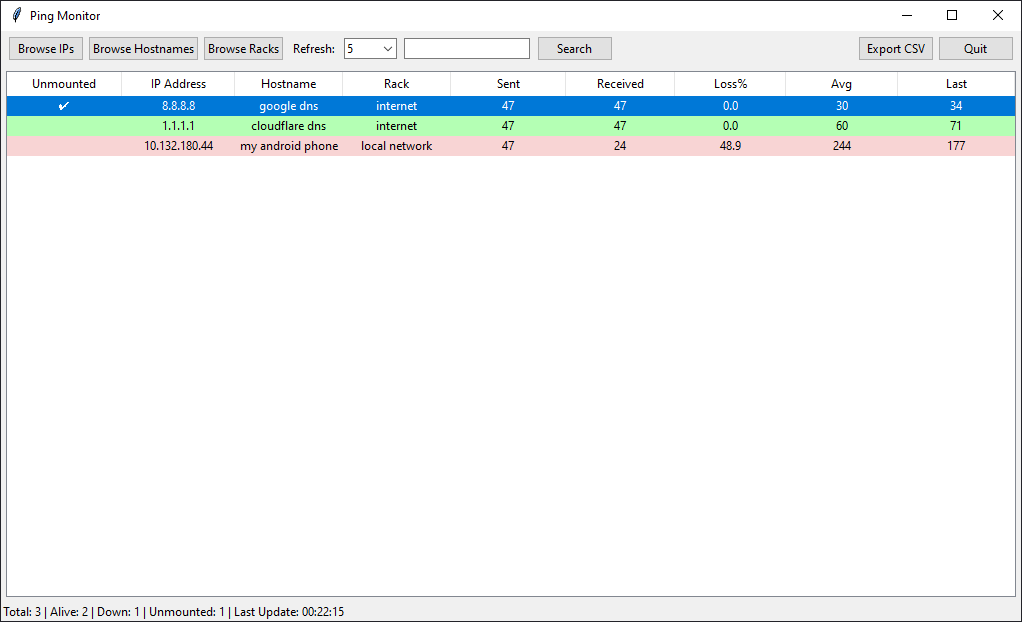 Ping Monitor
Browse IPs Browse Hostnames Browse Racks Refresh: 5 Search Export CSV Quit
Unmounted IP Address Hostname Rack Sent Received Loss% Avg Last
✔ 8.8.8.8 google dns internet 47 47 0.0 30 34
1.1.1.1 cloudflare dns internet 47 47 0.0 60 71
10.132.180.44 my android phone local network 47 24 48.9 244 177
Total: 3 | Alive: 2 | Down: 1 | Unmounted: 1 | Last Update: 00:22:15